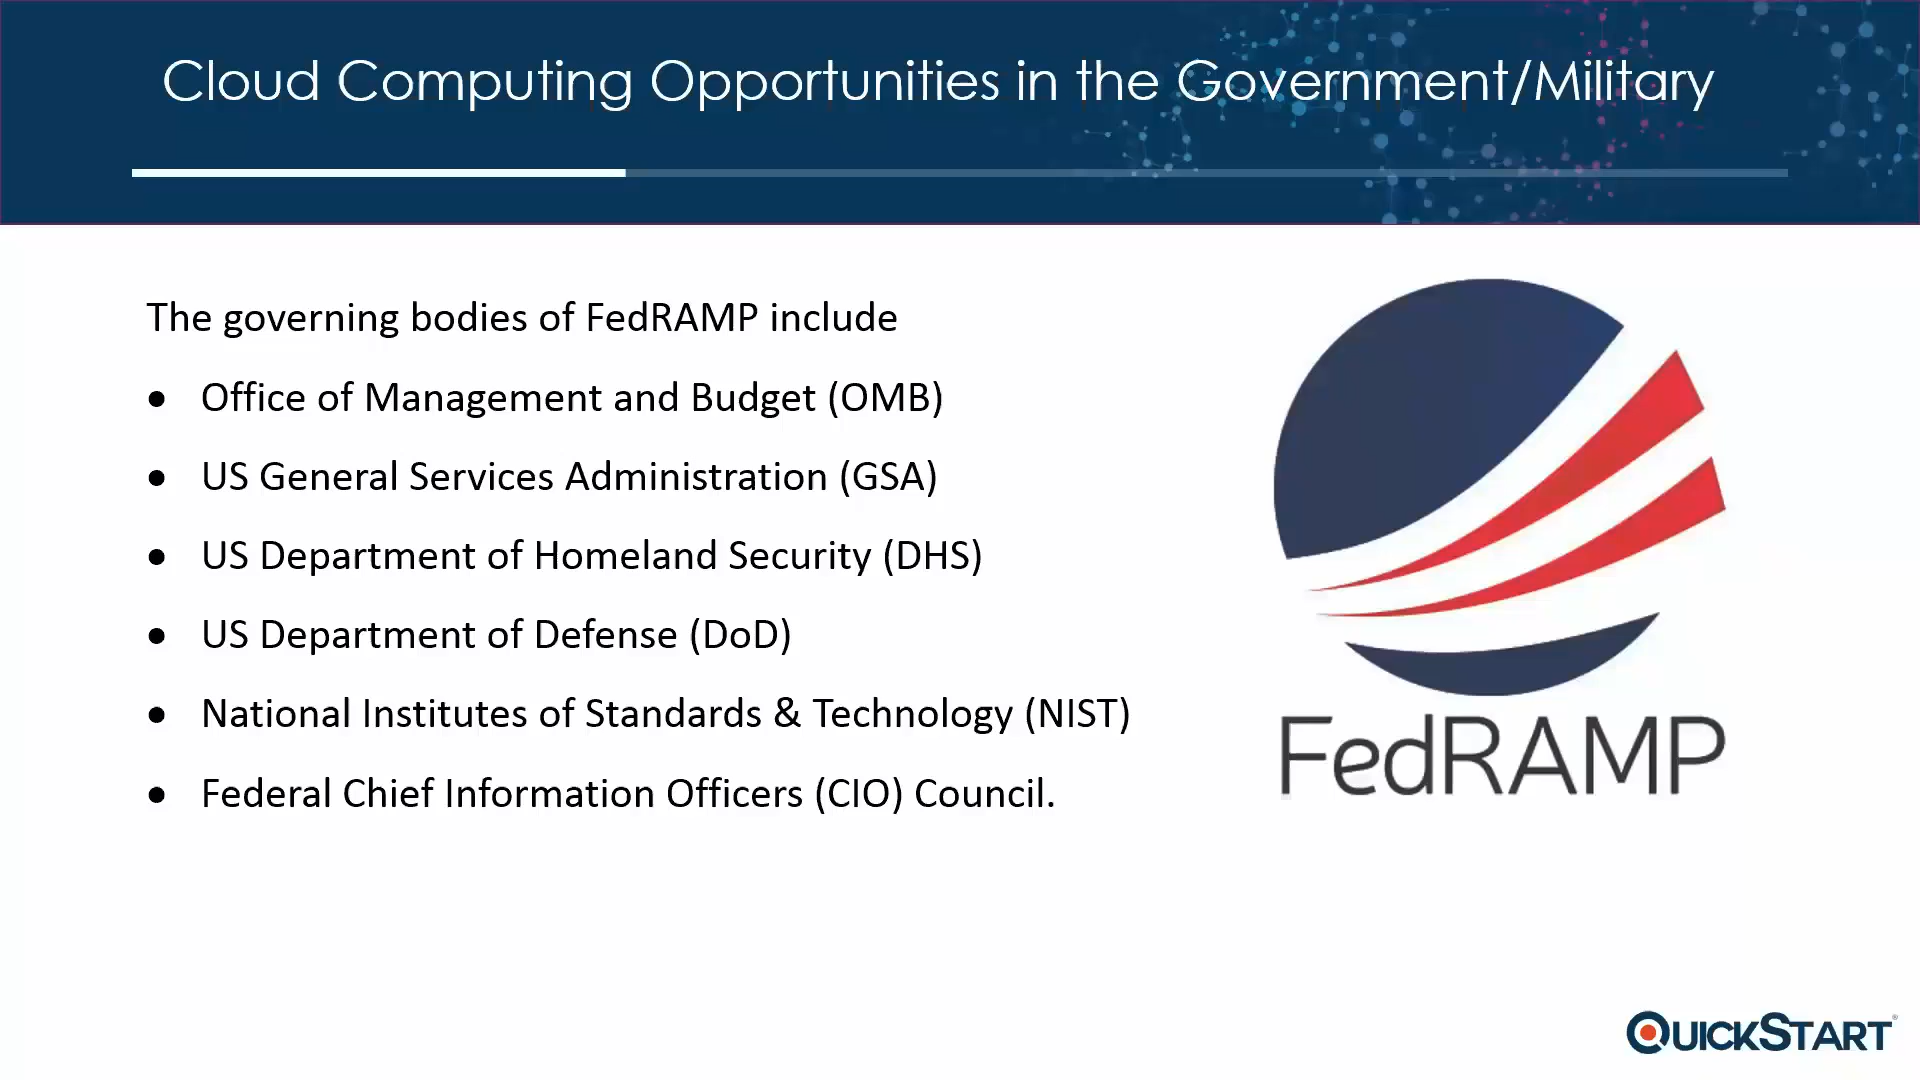 Cloud Computing Opportunities in the Government/Military
The governing bodies of FedRAMP include
• Office of Management and Budget (OMB)
• US General Services Administration (GSA)
• US Department of Homeland Security (DHS)
• US Department of Defense (DoD)
• National Institutes of Standards & Technology (NIST)
• Federal Chief Information Officers (CIO) Council.
FedRAMP
QUICKSTART®